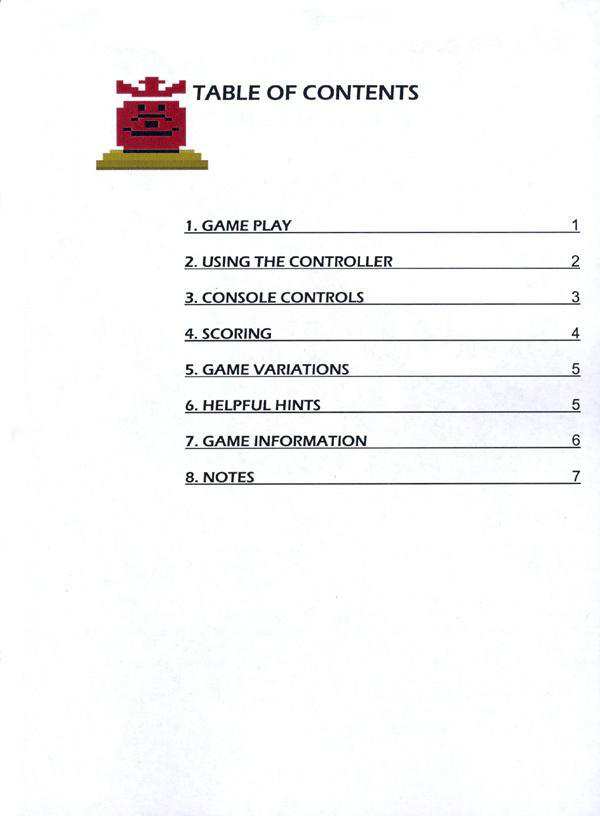 TABLE OF CONTENTS
1. GAME PLAY 1
2. USING THE CONTROLLER 2
3. CONSOLE CONTROLS 3
4. SCORING 4
5. GAME VARIATIONS 5
6. HELPFUL HINTS 5
7. GAME INFORMATION 6
8. NOTES 7